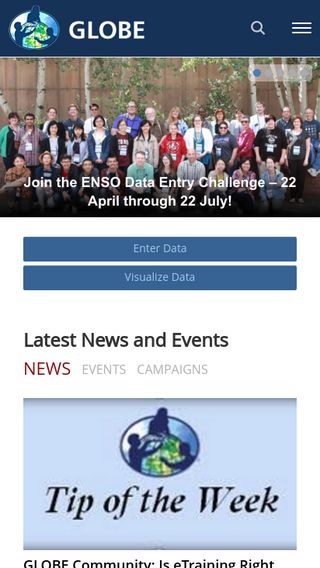 GLOBE
Join the ENSO Data Entry Challenge – 22
April through 22 July!
Enter Data
Visualize Data
Latest News and Events
NEWS EVENTS CAMPAIGNS
Tip of the Week
GLOBE Community: Is eTraining Right